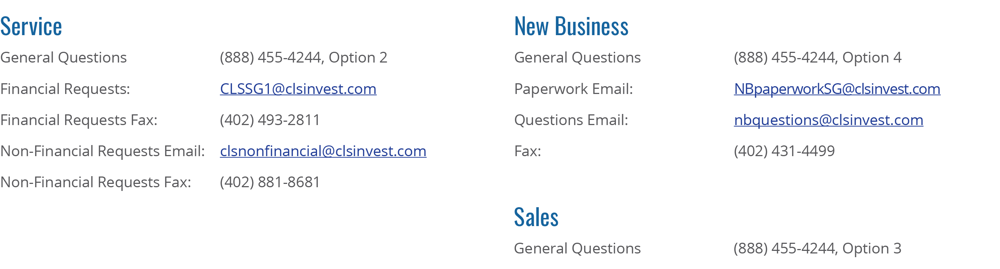 Service
General Questions (888) 455-4244, Option 2
Financial Requests: CLSSG1@clsinvest.com
Financial Requests Fax: (402) 493-2811
Non-Financial Requests Email: clsnonfinancial@clsinvest.com
Non-Financial Requests Fax: (402) 881-8681
New Business
General Questions (888) 455-4244, Option 4
Paperwork Email: NBpaperworkSG@clsinvest.com
Questions Email: nbquestions@clsinvest.com
Fax: (402) 431-4499
Sales
General Questions (888) 455-4244, Option 3